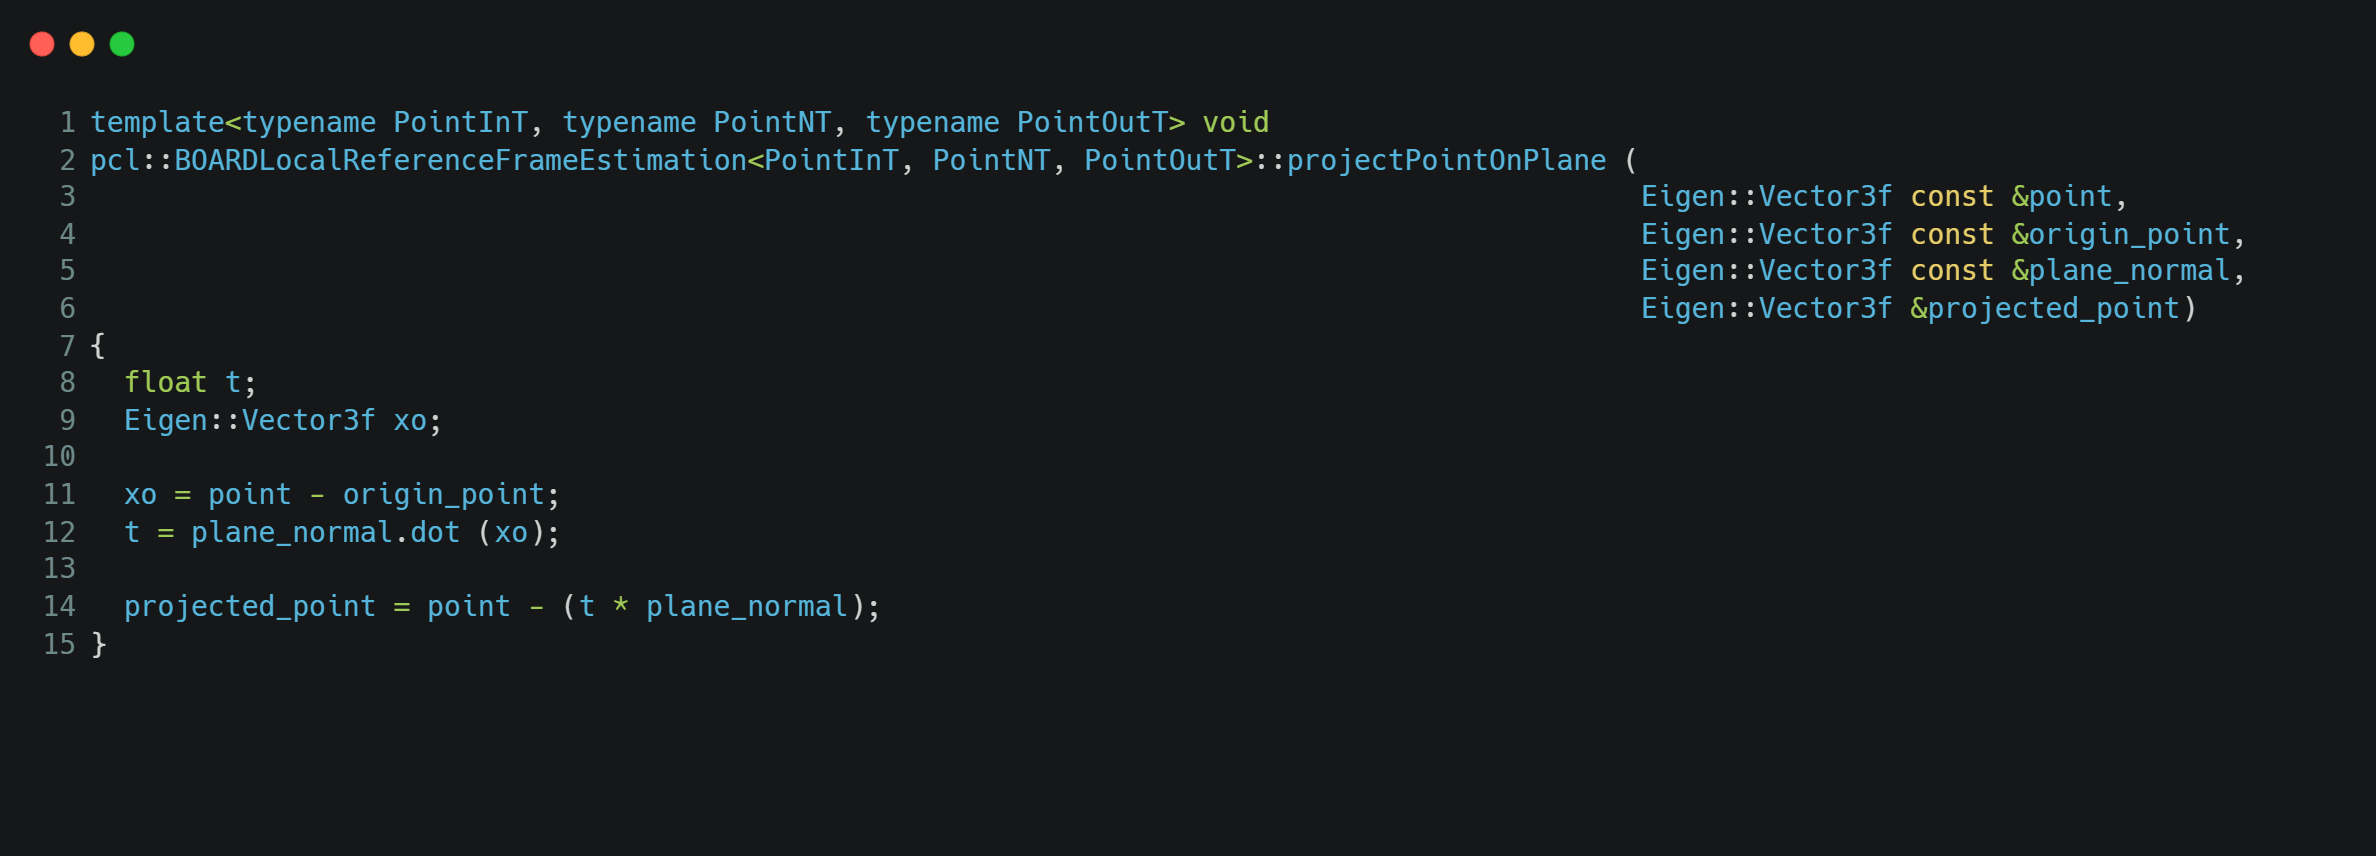 1 template<typename PointInT, typename PointNT, typename PointOutT> void
2 pcl::BOARDLocalReferenceFrameEstimation<PointInT, PointNT, PointOutT>::projectPointOnPlane (
3                                                                                             Eigen::Vector3f const &point,
4                                                                                             Eigen::Vector3f const &origin_point,
5                                                                                             Eigen::Vector3f const &plane_normal,
6                                                                                             Eigen::Vector3f &projected_point)
7 {
8   float t;
9   Eigen::Vector3f xo;
10
11   xo = point - origin_point;
12   t = plane_normal.dot (xo);
13
14   projected_point = point - (t * plane_normal);
15 }